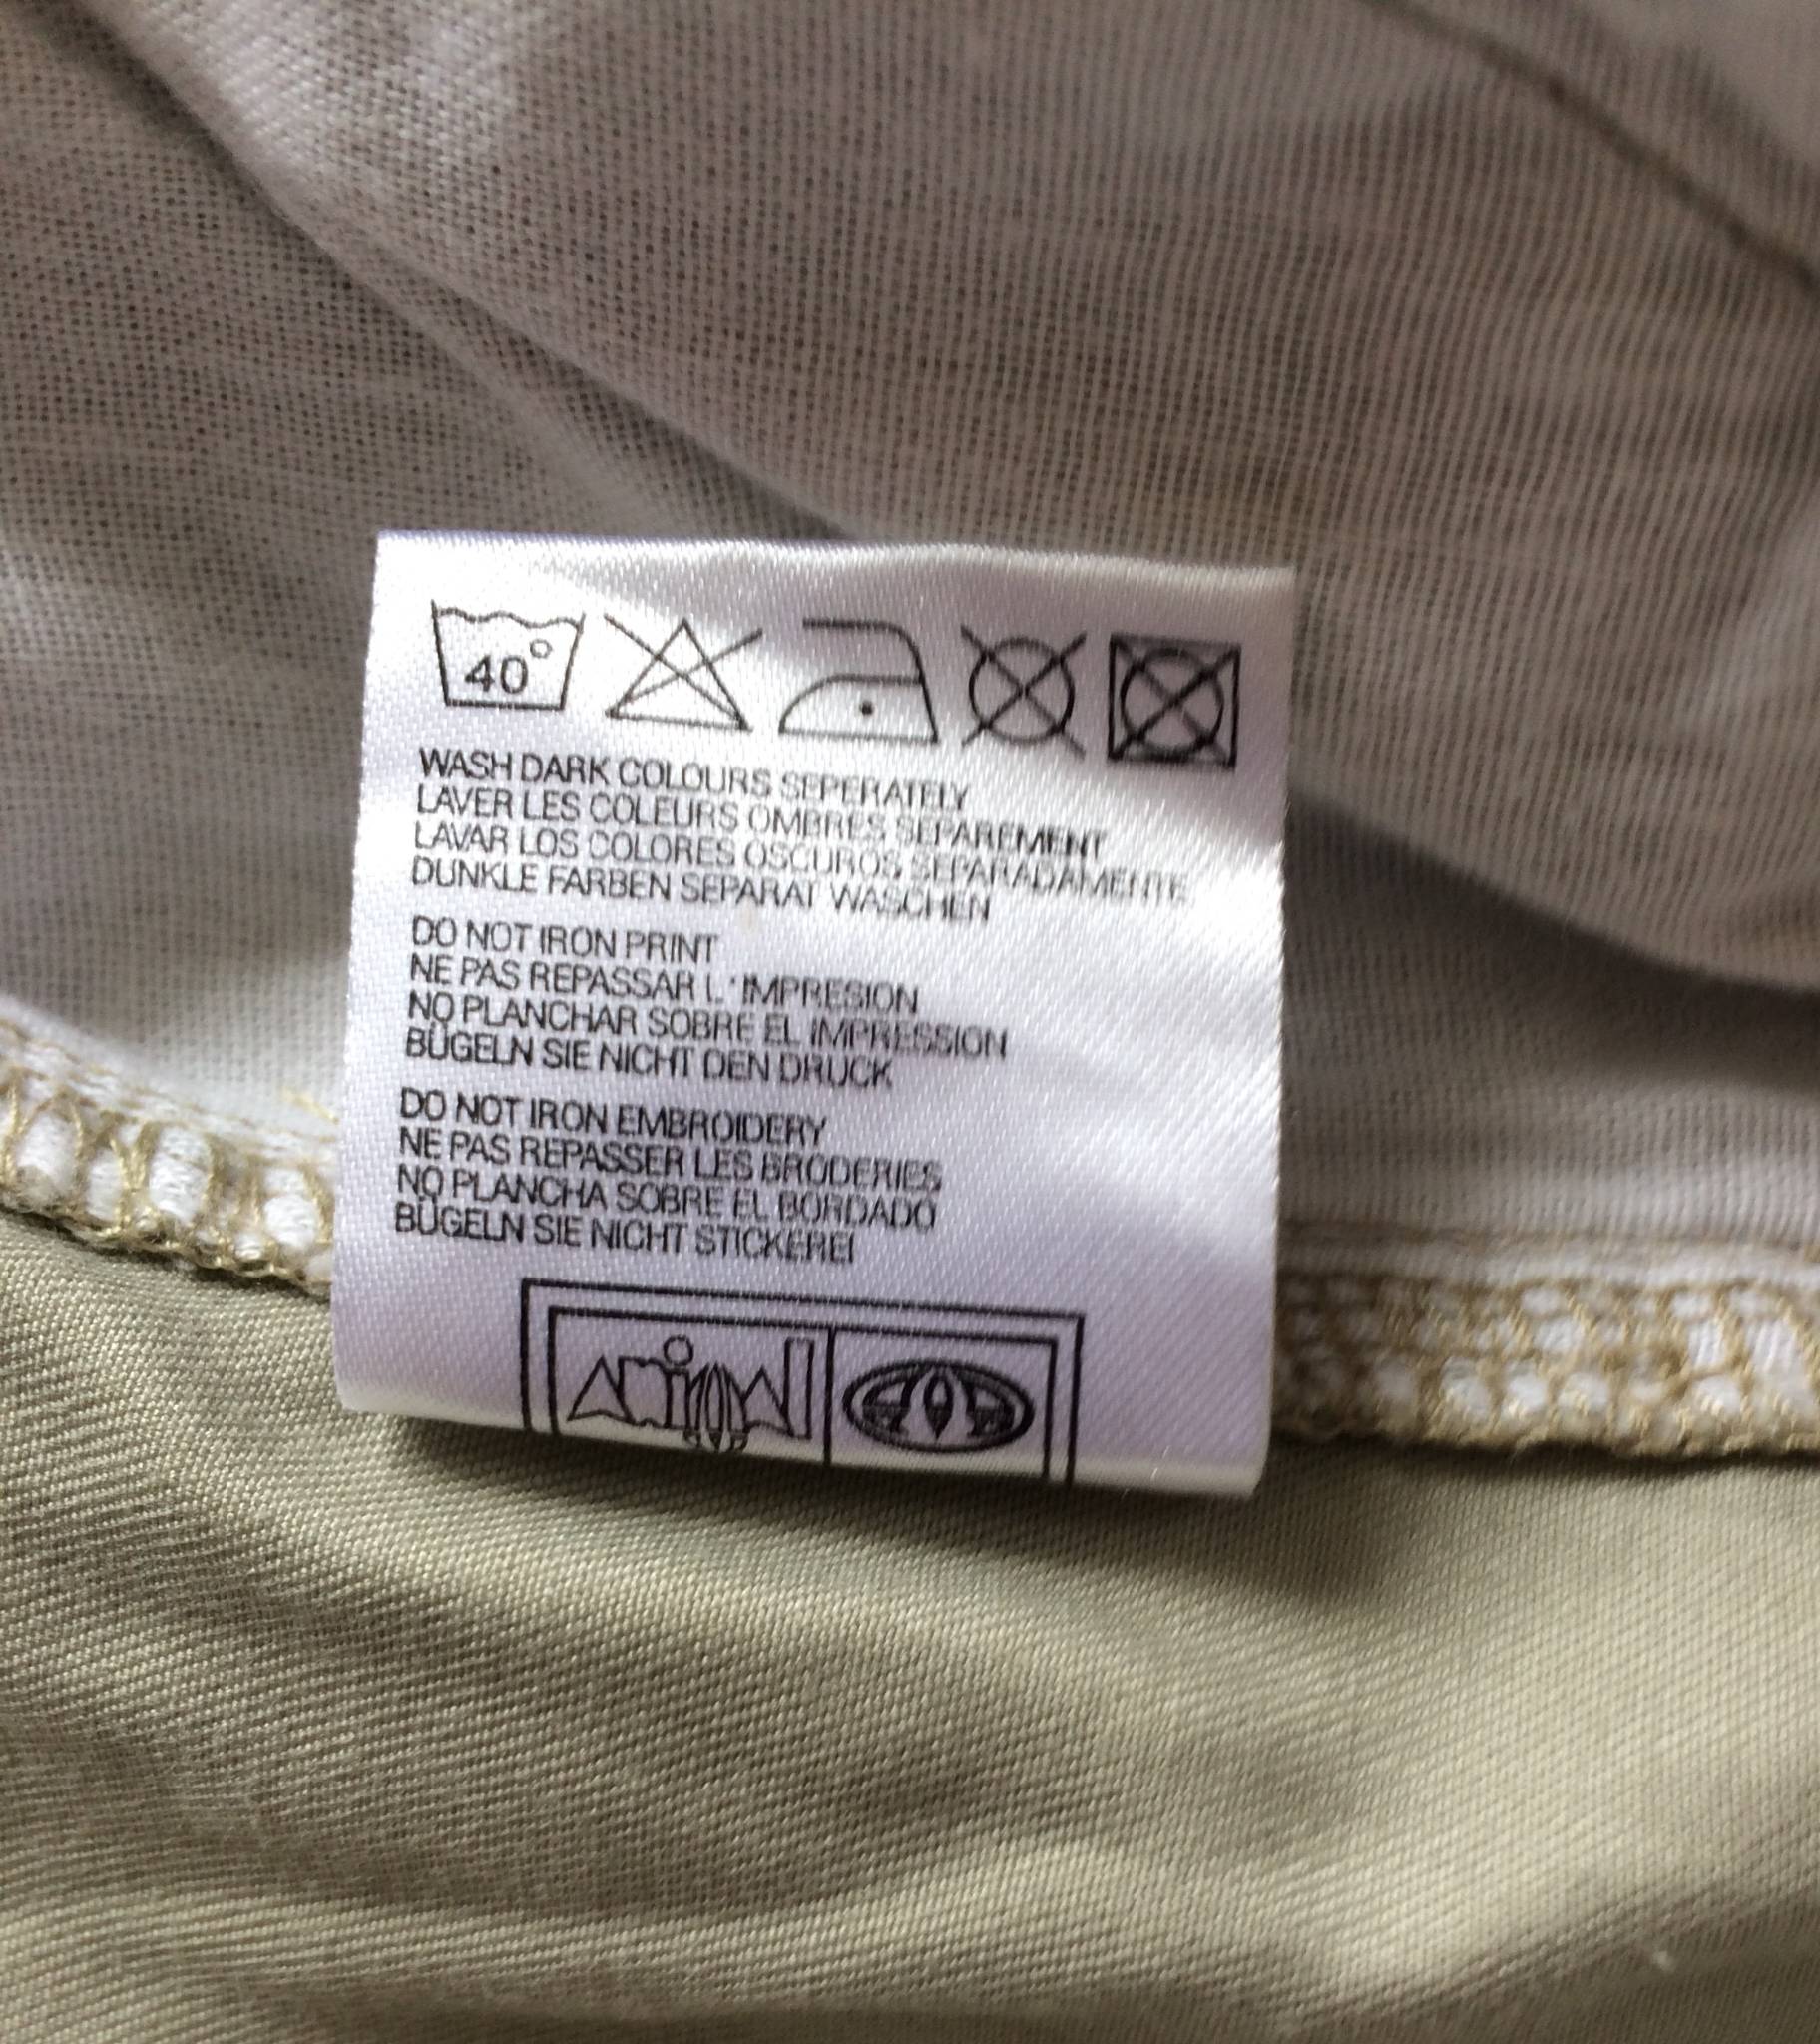 40°
WASH DARK COLOURS SEPERATELY
LAVER LES COLEURS OMBRES SEPAREMENT
LAVAR LOS COLORES OSCUROS SEPARADAMENTE
DUNKLE FARBEN SEPARAT WASCHEN
DO NOT IRON PRINT
NE PAS REPASSAR L'IMPRESION
NO PLANCHAR SOBRE EL IMPRESSION
BÜGELN SIE NICHT DEN DRUCK
DO NOT IRON EMBROIDERY
NE PAS REPASSER LES BRODERIES
NO PLANCHA SOBRE EL BORDADO
BÜGELN SIE NICHT STICKEREI
Animal